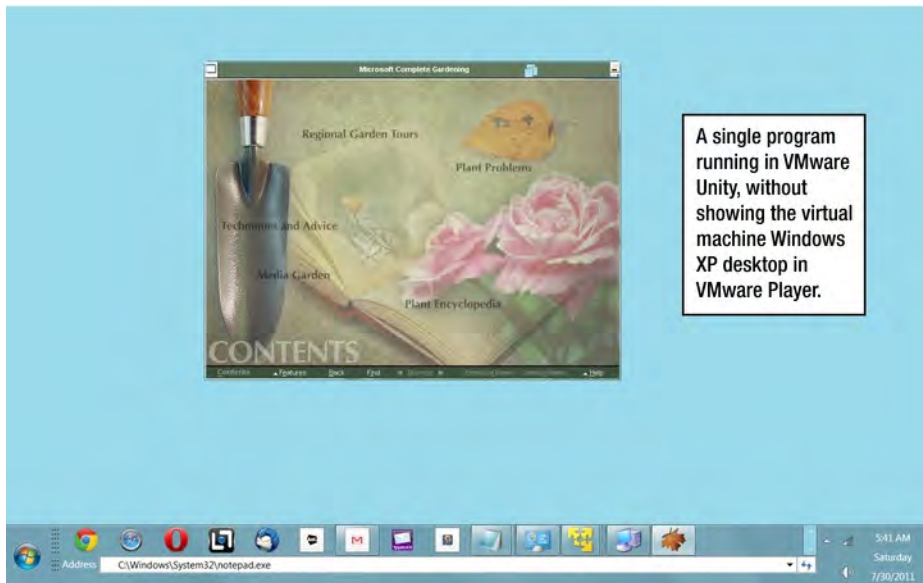 Microsoft Complete Gardening
Regional Garden Tours
Plant Problems
Techniques and Advice
Media Garden
Plant Encyclopedia
CONTENTS
Contents Features Back Find Help
A single program
running in VMware
Unity, without
showing the virtual
machine Windows
XP desktop in
VMware Player.
5:41 AM
Address C:\Windows\System32\notepad.exe
Saturday
7/30/2011